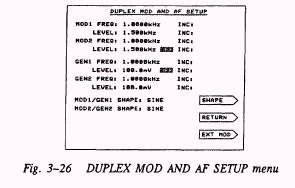 DUPLEX MOD AND AF SETUP
MOD1 FREQ: 1.0000kHz INC:
LEVEL: 1.500kHz INC:
MOD2 FREQ: 1.0000kHz INC:
LEVEL: 1.500kHz INC:
GEN1 FREQ: 1.0000kHz INC:
LEVEL: 100.0mV INC:
GEN2 FREQ: 1.0000kHz INC:
LEVEL: 100.0mV INC:
MOD1/GEN1 SHAPE: SINE SHAPE
MOD2/GEN2 SHAPE: SINE
RETURN
EXT MOD
Fig. 3-26 DUPLEX MOD AND AF SETUP menu